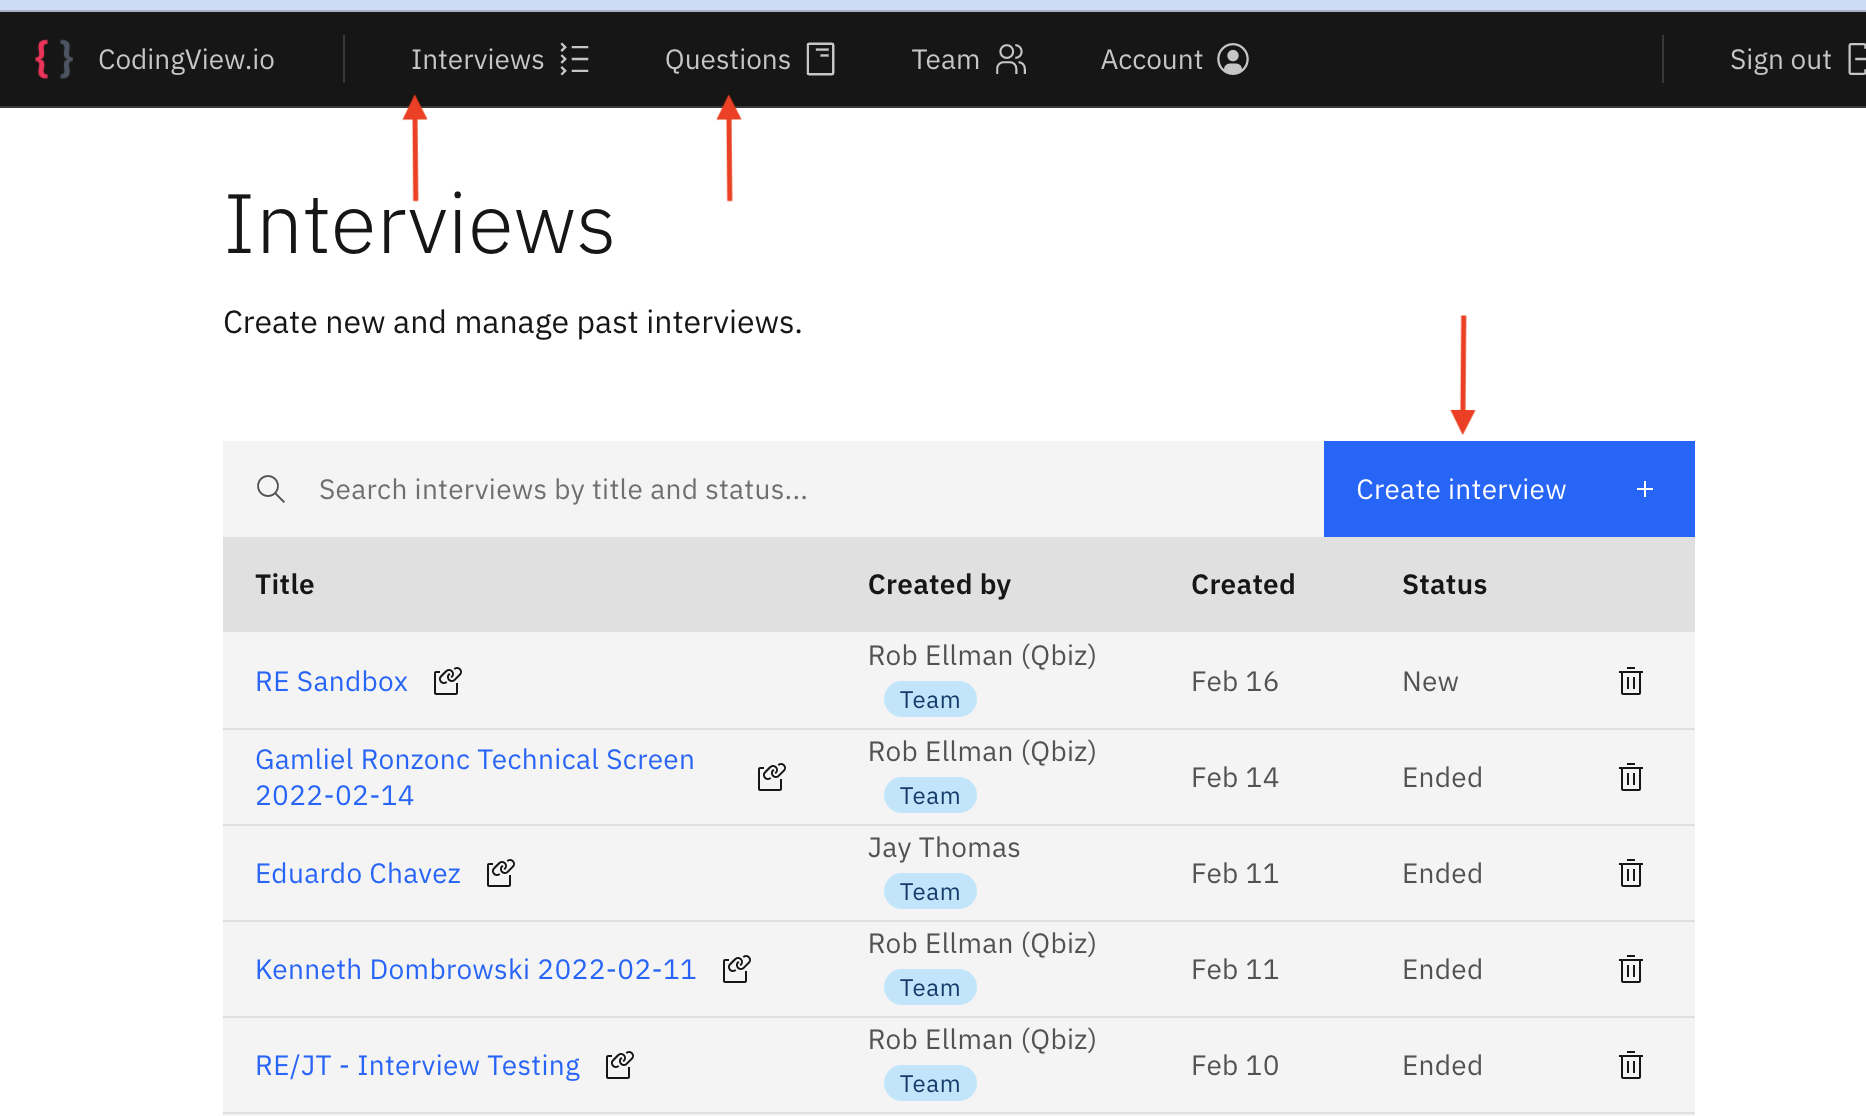 { } CodingView.io Interviews Questions Team Account Sign out
Interviews
Create new and manage past interviews.
Search interviews by title and status...
Create interview +
Title Created by Created Status
RE Sandbox Rob Ellman (Qbiz) Team Feb 16 New
Gamliel Ronzonc Technical Screen
2022-02-14 Rob Ellman (Qbiz) Team Feb 14 Ended
Eduardo Chavez Jay Thomas Team Feb 11 Ended
Kenneth Dombrowski 2022-02-11 Rob Ellman (Qbiz) Team Feb 11 Ended
RE/JT - Interview Testing Rob Ellman (Qbiz) Team Feb 10 Ended